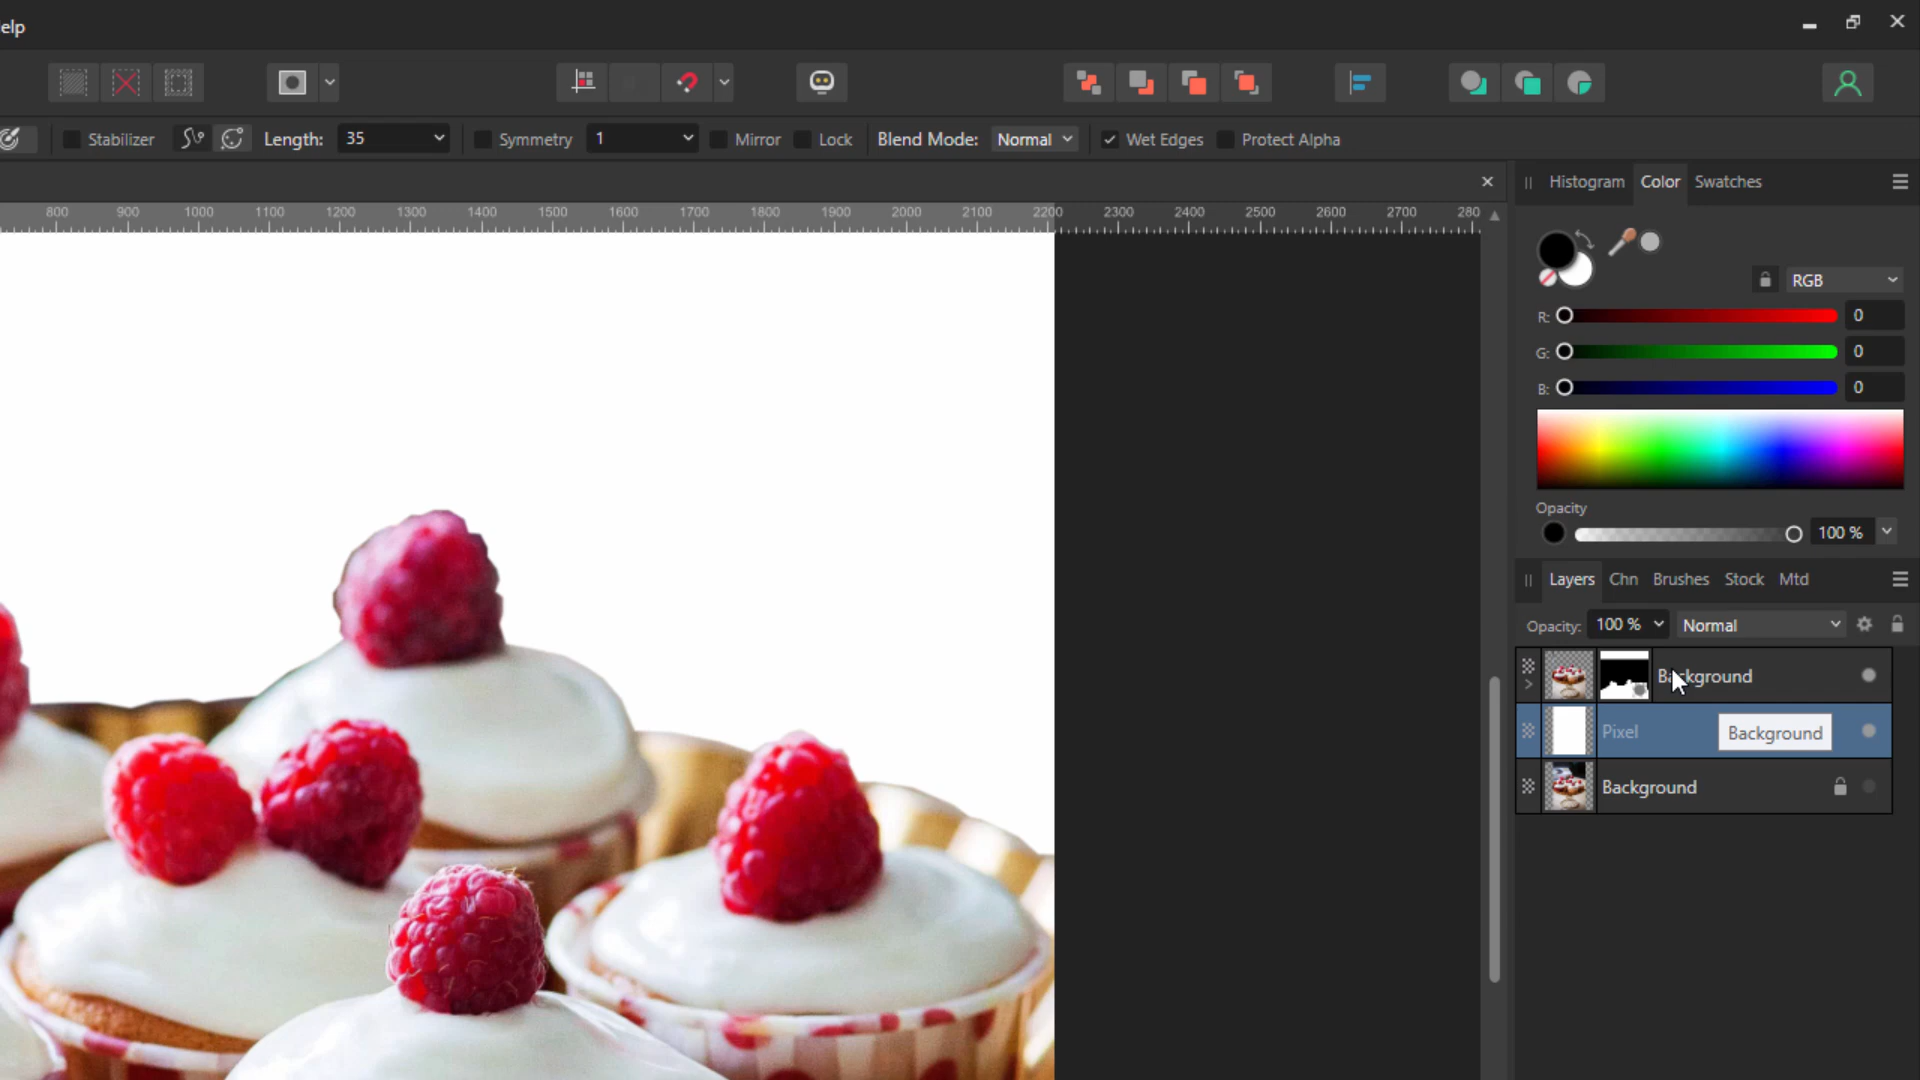 elp
Stabilizer Length: 35 Symmetry 1 Mirror Lock Blend Mode: Normal Wet Edges Protect Alpha
Histogram Color Swatches
800 900 1000 1100 1200 1300 1400 1500 1600 1700 1800 1900 2000 2100 2200 2300 2400 2500 2600 2700 280
RGB
R: 0
G: 0
B: 0
Opacity
100 %
Layers Chn Brushes Stock Mtd
Opacity: 100 % Normal
Background
Pixel
Background
Background